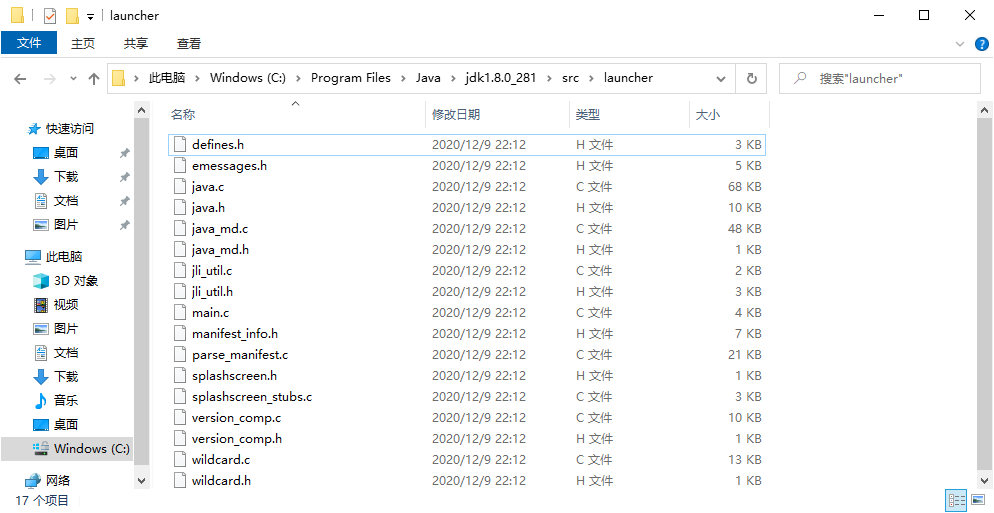 launcher
文件 主页 共享 查看
此电脑 Windows (C:) Program Files Java jdk1.8.0_281 src launcher 搜索"launcher"
名称 修改日期 类型 大小
快速访问
桌面
下载
文档
图片
此电脑
3D 对象
视频
图片
文档
下载
音乐
桌面
Windows (C:)
网络
defines.h 2020/12/9 22:12 H 文件 3 KB
emessages.h 2020/12/9 22:12 H 文件 5 KB
java.c 2020/12/9 22:12 C 文件 68 KB
java.h 2020/12/9 22:12 H 文件 10 KB
java_md.c 2020/12/9 22:12 C 文件 48 KB
java_md.h 2020/12/9 22:12 H 文件 1 KB
jli_util.c 2020/12/9 22:12 C 文件 2 KB
jli_util.h 2020/12/9 22:12 H 文件 3 KB
main.c 2020/12/9 22:12 C 文件 4 KB
manifest_info.h 2020/12/9 22:12 H 文件 7 KB
parse_manifest.c 2020/12/9 22:12 C 文件 21 KB
splashscreen.h 2020/12/9 22:12 H 文件 1 KB
splashscreen_stubs.c 2020/12/9 22:12 C 文件 3 KB
version_comp.c 2020/12/9 22:12 C 文件 10 KB
version_comp.h 2020/12/9 22:12 H 文件 1 KB
wildcard.c 2020/12/9 22:12 C 文件 13 KB
wildcard.h 2020/12/9 22:12 H 文件 1 KB
17 个项目